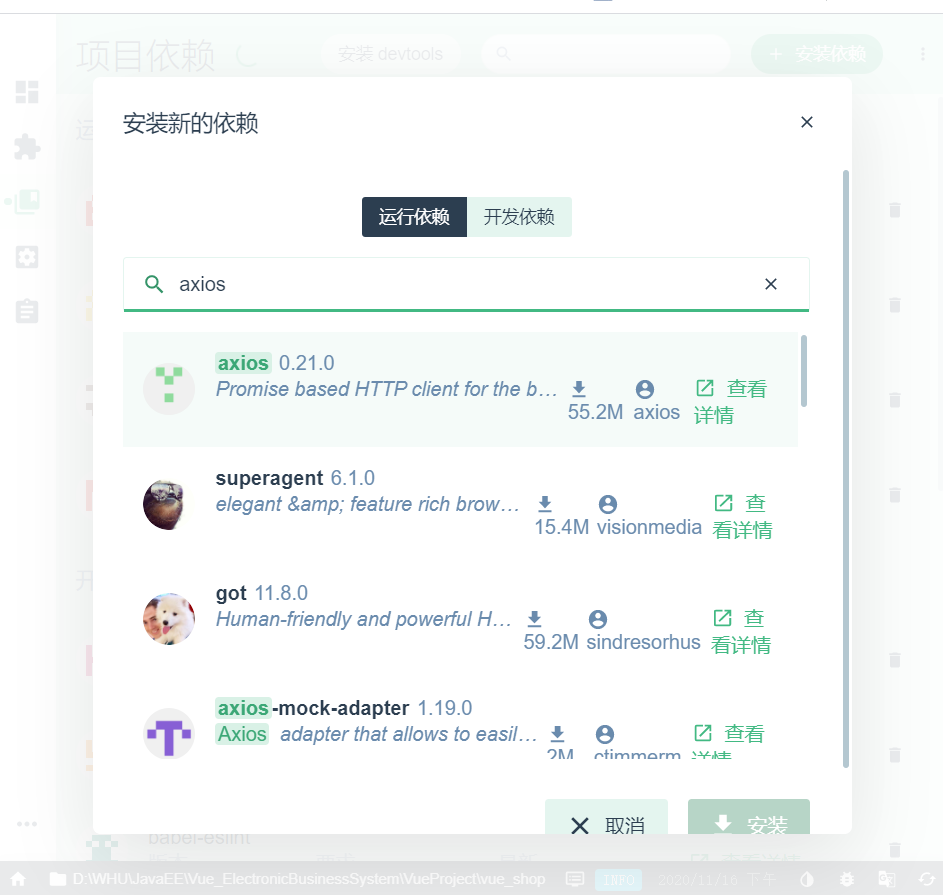 项目依赖
安装 devtools
安装依赖
安装新的依赖
运行依赖
开发依赖
axios
axios 0.21.0
Promise based HTTP client for the b…
55.2M
axios
查看
详情
superagent 6.1.0
elegant &amp; feature rich brow…
15.4M
visionmedia
查
看详情
got 11.8.0
Human-friendly and powerful H…
59.2M
sindresorhus
查
看详情
axios-mock-adapter 1.19.0
Axios adapter that allows to easil…
2M
ctimmerm
查看
详情
取消
安装
babel-eslint
查看详情
D:\WHU\JavaEE\Vue_ElectronicBusinessSystem\VueProject\vue_shop
INFO
2020/11/16 下午